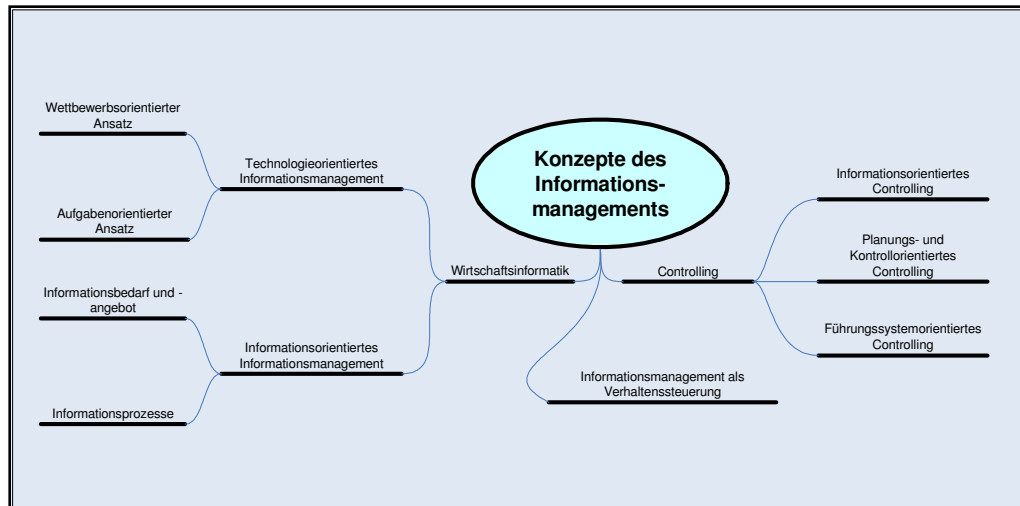 Konzepte des
Informations-
managements
Wettbewerbsorientierter
Ansatz
Technologieorientiertes
Informationsmanagement
Aufgabenorientierter
Ansatz
Wirtschaftsinformatik
Informationsbedarf und -
angebot
Informationsorientiertes
Informationsmanagement
Informationsprozesse
Informationsmanagement als
Verhaltenssteuerung
Controlling
Informationsorientiertes
Controlling
Planungs- und
Kontrollorientiertes
Controlling
Führungssystemorientiertes
Controlling